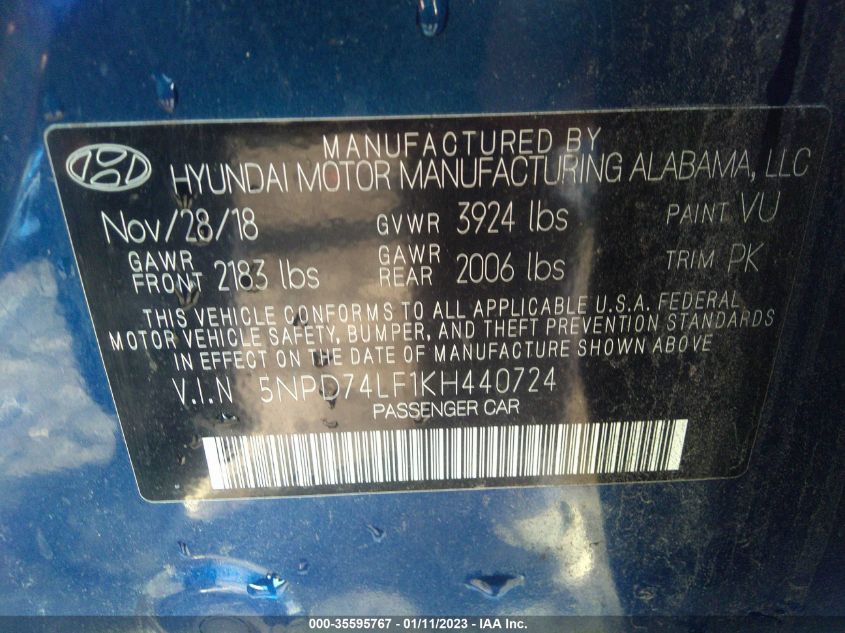 MANUFACTURED BY
HYUNDAI MOTOR MANUFACTURING ALABAMA, LLC
Nov/28/18 GVWR 3924 lbs PAINT VU
GAWR FRONT 2183 lbs GAWR REAR 2006 lbs TRIM PK
THIS VEHICLE CONFORMS TO ALL APPLICABLE U.S.A. FEDERAL
MOTOR VEHICLE SAFETY, BUMPER, AND THEFT PREVENTION STANDARDS
IN EFFECT ON THE DATE OF MANUFACTURE SHOWN ABOVE
V.I.N 5NPD74LF1KH440724
PASSENGER CAR
000-35595767 - 01/11/2023 - IAA Inc.